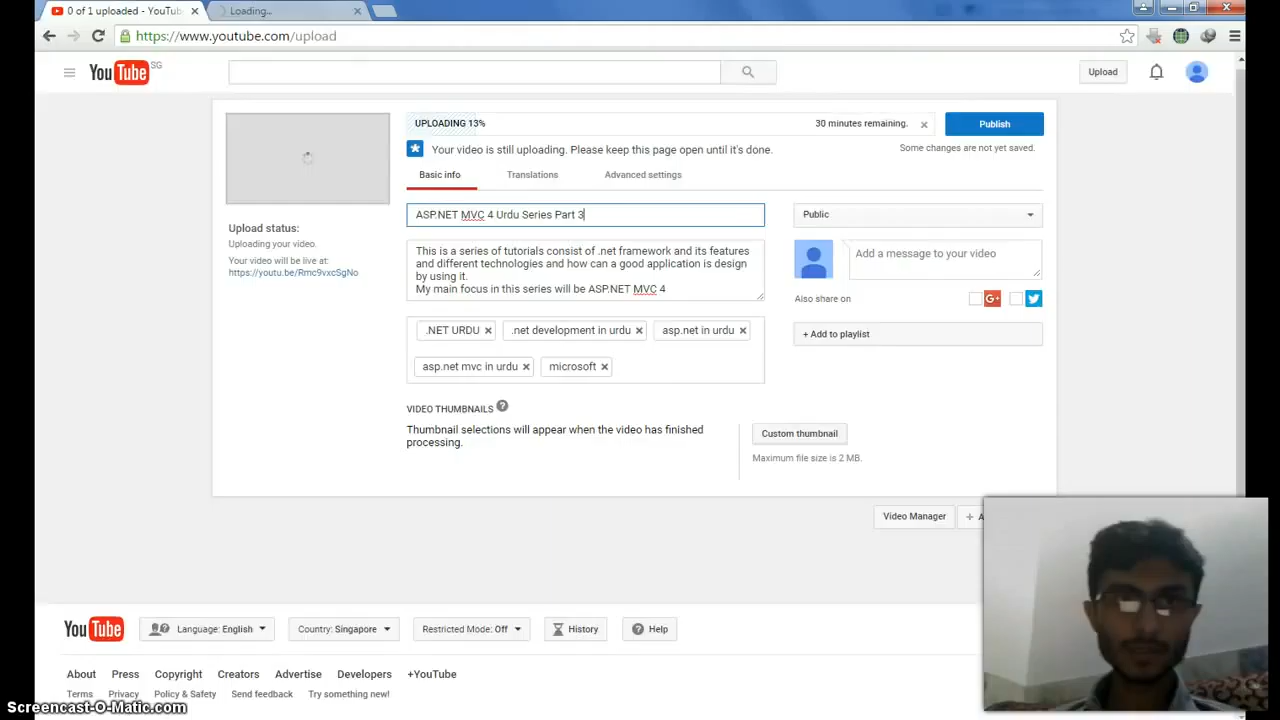 0 of 1 uploaded - YouTub
Loading...
https://www.youtube.com/upload
YouTube SG
Upload
UPLOADING 13%
30 minutes remaining.
Publish
Your video is still uploading. Please keep this page open until it's done.
Some changes are not yet saved.
Basic info
Translations
Advanced settings
ASP.NET MVC 4 Urdu Series Part 3
Public
This is a series of tutorials consist of .net framework and its features
and different technologies and how can a good application is design
by using it.
My main focus in this series will be ASP.NET MVC 4
Add a message to your video
Upload status:
Uploading your video.
Your video will be live at:
https://youtu.be/Rmc9vxcSgNo
Also share on
G+
.NET URDU
.net development in urdu
asp.net in urdu
+ Add to playlist
asp.net mvc in urdu
microsoft
VIDEO THUMBNAILS ?
Thumbnail selections will appear when the video has finished
processing.
Custom thumbnail
Maximum file size is 2 MB.
Video Manager
+ A
YouTube
Language: English
Country: Singapore
Restricted Mode: Off
History
Help
About Press Copyright Creators Advertise Developers +YouTube
Terms Privacy Policy & Safety Send feedback Try something new!
Screencast-O-Matic.com